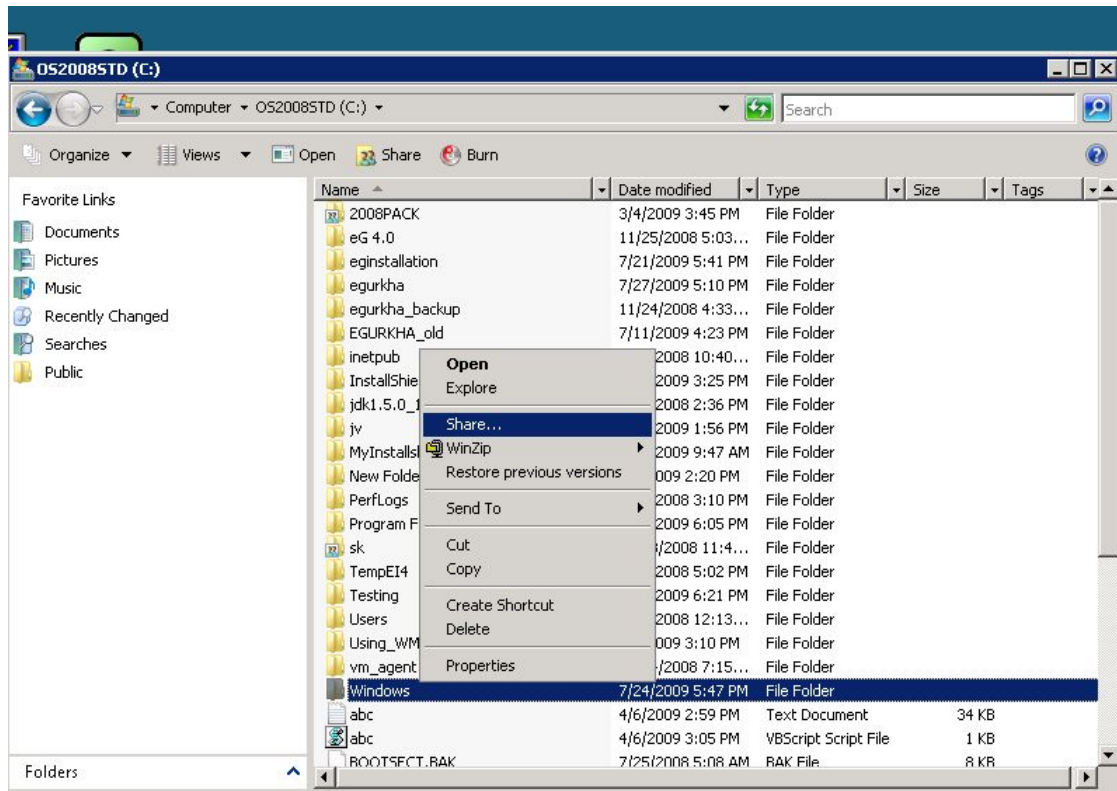 OS2008STD (C:)
Computer OS2008STD (C:)
Search
Organize Views Open Share Burn
Favorite Links
Documents
Pictures
Music
Recently Changed
Searches
Public
Folders
Name Date modified Type Size Tags
2008PACK 3/4/2009 3:45 PM File Folder
eG 4.0 11/25/2008 5:03... File Folder
eginstallation 7/21/2009 5:41 PM File Folder
egurkha 7/27/2009 5:10 PM File Folder
egurkha_backup 11/24/2008 4:33... File Folder
EGURKHA_old 7/11/2009 4:23 PM File Folder
inetpub 2008 10:40... File Folder
InstallShie 2009 3:25 PM File Folder
jdk1.5.0_1 2008 2:36 PM File Folder
jv 2009 1:56 PM File Folder
MyInstallsl 2009 9:47 AM File Folder
New Folde 009 2:20 PM File Folder
PerfLogs 2008 3:10 PM File Folder
Program F 2009 6:05 PM File Folder
sk /2008 11:4... File Folder
TempEI4 2008 5:02 PM File Folder
Testing 2009 6:21 PM File Folder
Users 2008 12:13... File Folder
Using_WM 009 3:10 PM File Folder
vm_agent /2008 7:15... File Folder
Windows 7/24/2009 5:47 PM File Folder
abc 4/6/2009 2:59 PM Text Document 34 KB
abc 4/6/2009 3:05 PM VBScript Script File 1 KB
BOOTSECT.BAK 7/25/2008 5:08 AM BAK File 8 KB
Open
Explore
Share...
WinZip
Restore previous versions
Send To
Cut
Copy
Create Shortcut
Delete
Properties